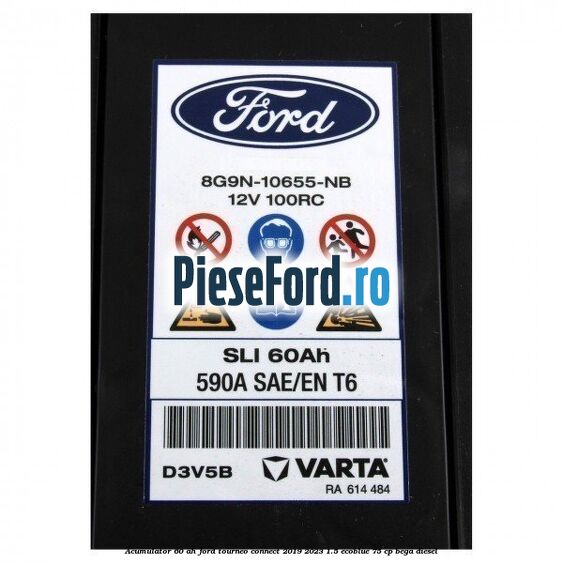 Ford
8G9N-10655-NB
12V 100RC
PieseFord.ro
SLI 60Ah
590A SAE/EN T6
D3V5B VARTA
RA 614 484
Acumulator 60 ah ford tourneo connect 2019 2023 1.5 ecoblue 75 cp bega diesel